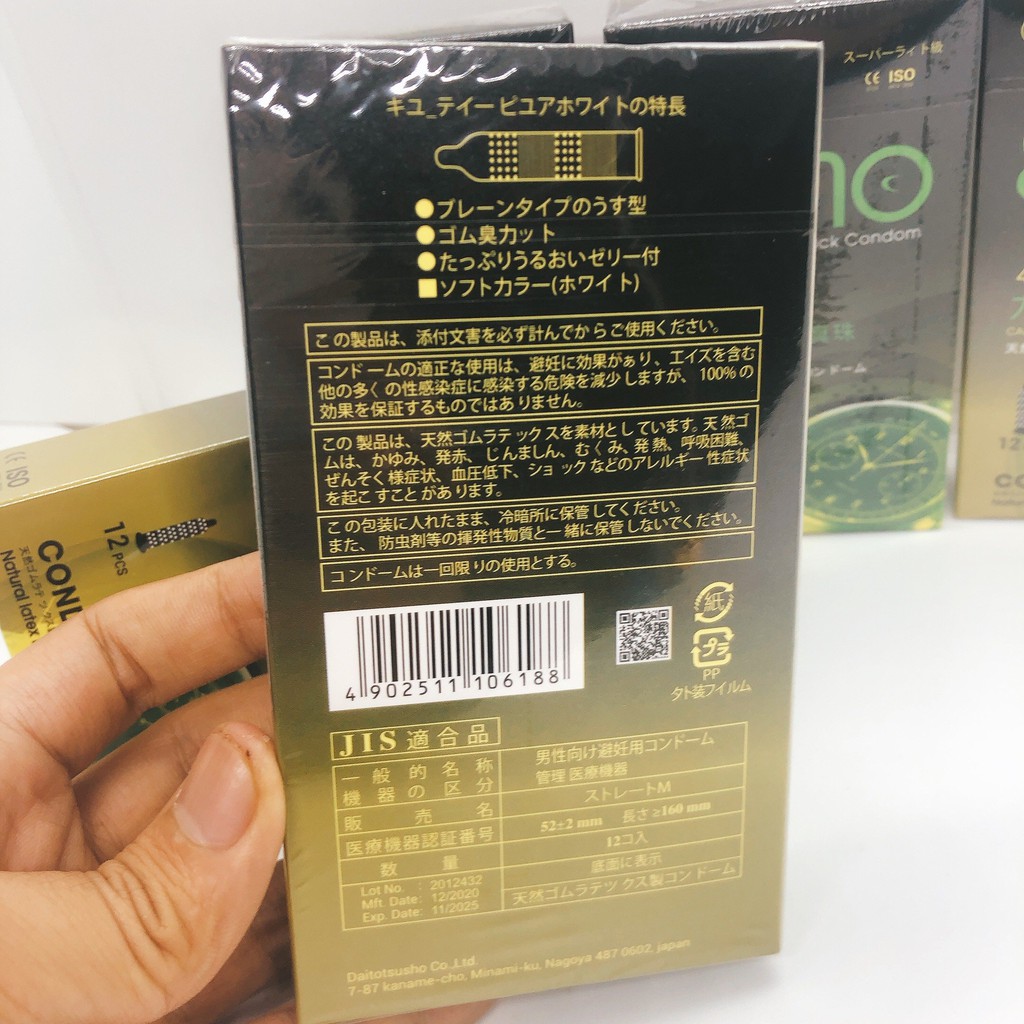 キユ_テイー ピユアホワイトの特長
●プレーンタイプのうす型
●ゴム臭カット
●たっぷりうるおいゼリー付
■ソフトカラー(ホワイト)
この製品は、添付文害を必ず計んでからご使用ください。
コンドームの適正な使用は、避妊に効果がぁり、エイズを含む
他の多くの性感染症に感染する危険を減少しますが、100%の
効果を保証するものではありません。
この製品は、天然ゴムラテックスを素材としています。天然ゴ
ムは、かゆみ、発赤、じんましん、むくみ、発熱、呼吸困難、
ぜんそく様症状、血圧低下、ショックなどのアレルギー性症状
を起こすことがあります。
この包装に入れたまま、冷暗所に保管してください。
また、防虫剤等の揮発性物質と一緒に保管しないでください。
コンドームは一回限りの使用とする。
4 902511 106188
紙
プラ
PP
タト装フイルム
JIS 適合品
一般的名称
機器の区分
男性向け避妊用コンドーム
管理 医療機器
販売名
ストレートM
医療機器認証番号
52±2 mm 長さ≥160 mm
数量
12コ入
Lot No. : 2012432
Mft. Date: 12/2020
Exp. Date: 11/2025
底面に表示
天然ゴムラテツクス製コンドーム
Daitotsusho Co.,Ltd.
7-87 kaname-cho, Minami-ku, Nagoya 487 0602, japan
スーパーライト級
CE ISO
ck Condom
真珠
ンドーム
ISO
12 PCS
天然ゴムラテックス
Natural latex
12